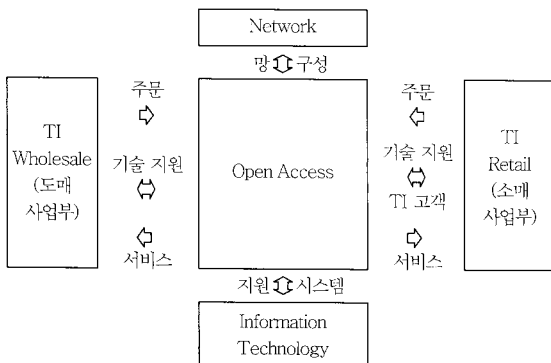 Network
망 구성
TI
Wholesale
(도매
사업부)
주문
기술 지원
서비스
Open Access
주문
기술 지원
TI 고객
서비스
TI
Retail
(소매
사업부)
지원 시스템
Information
Technology